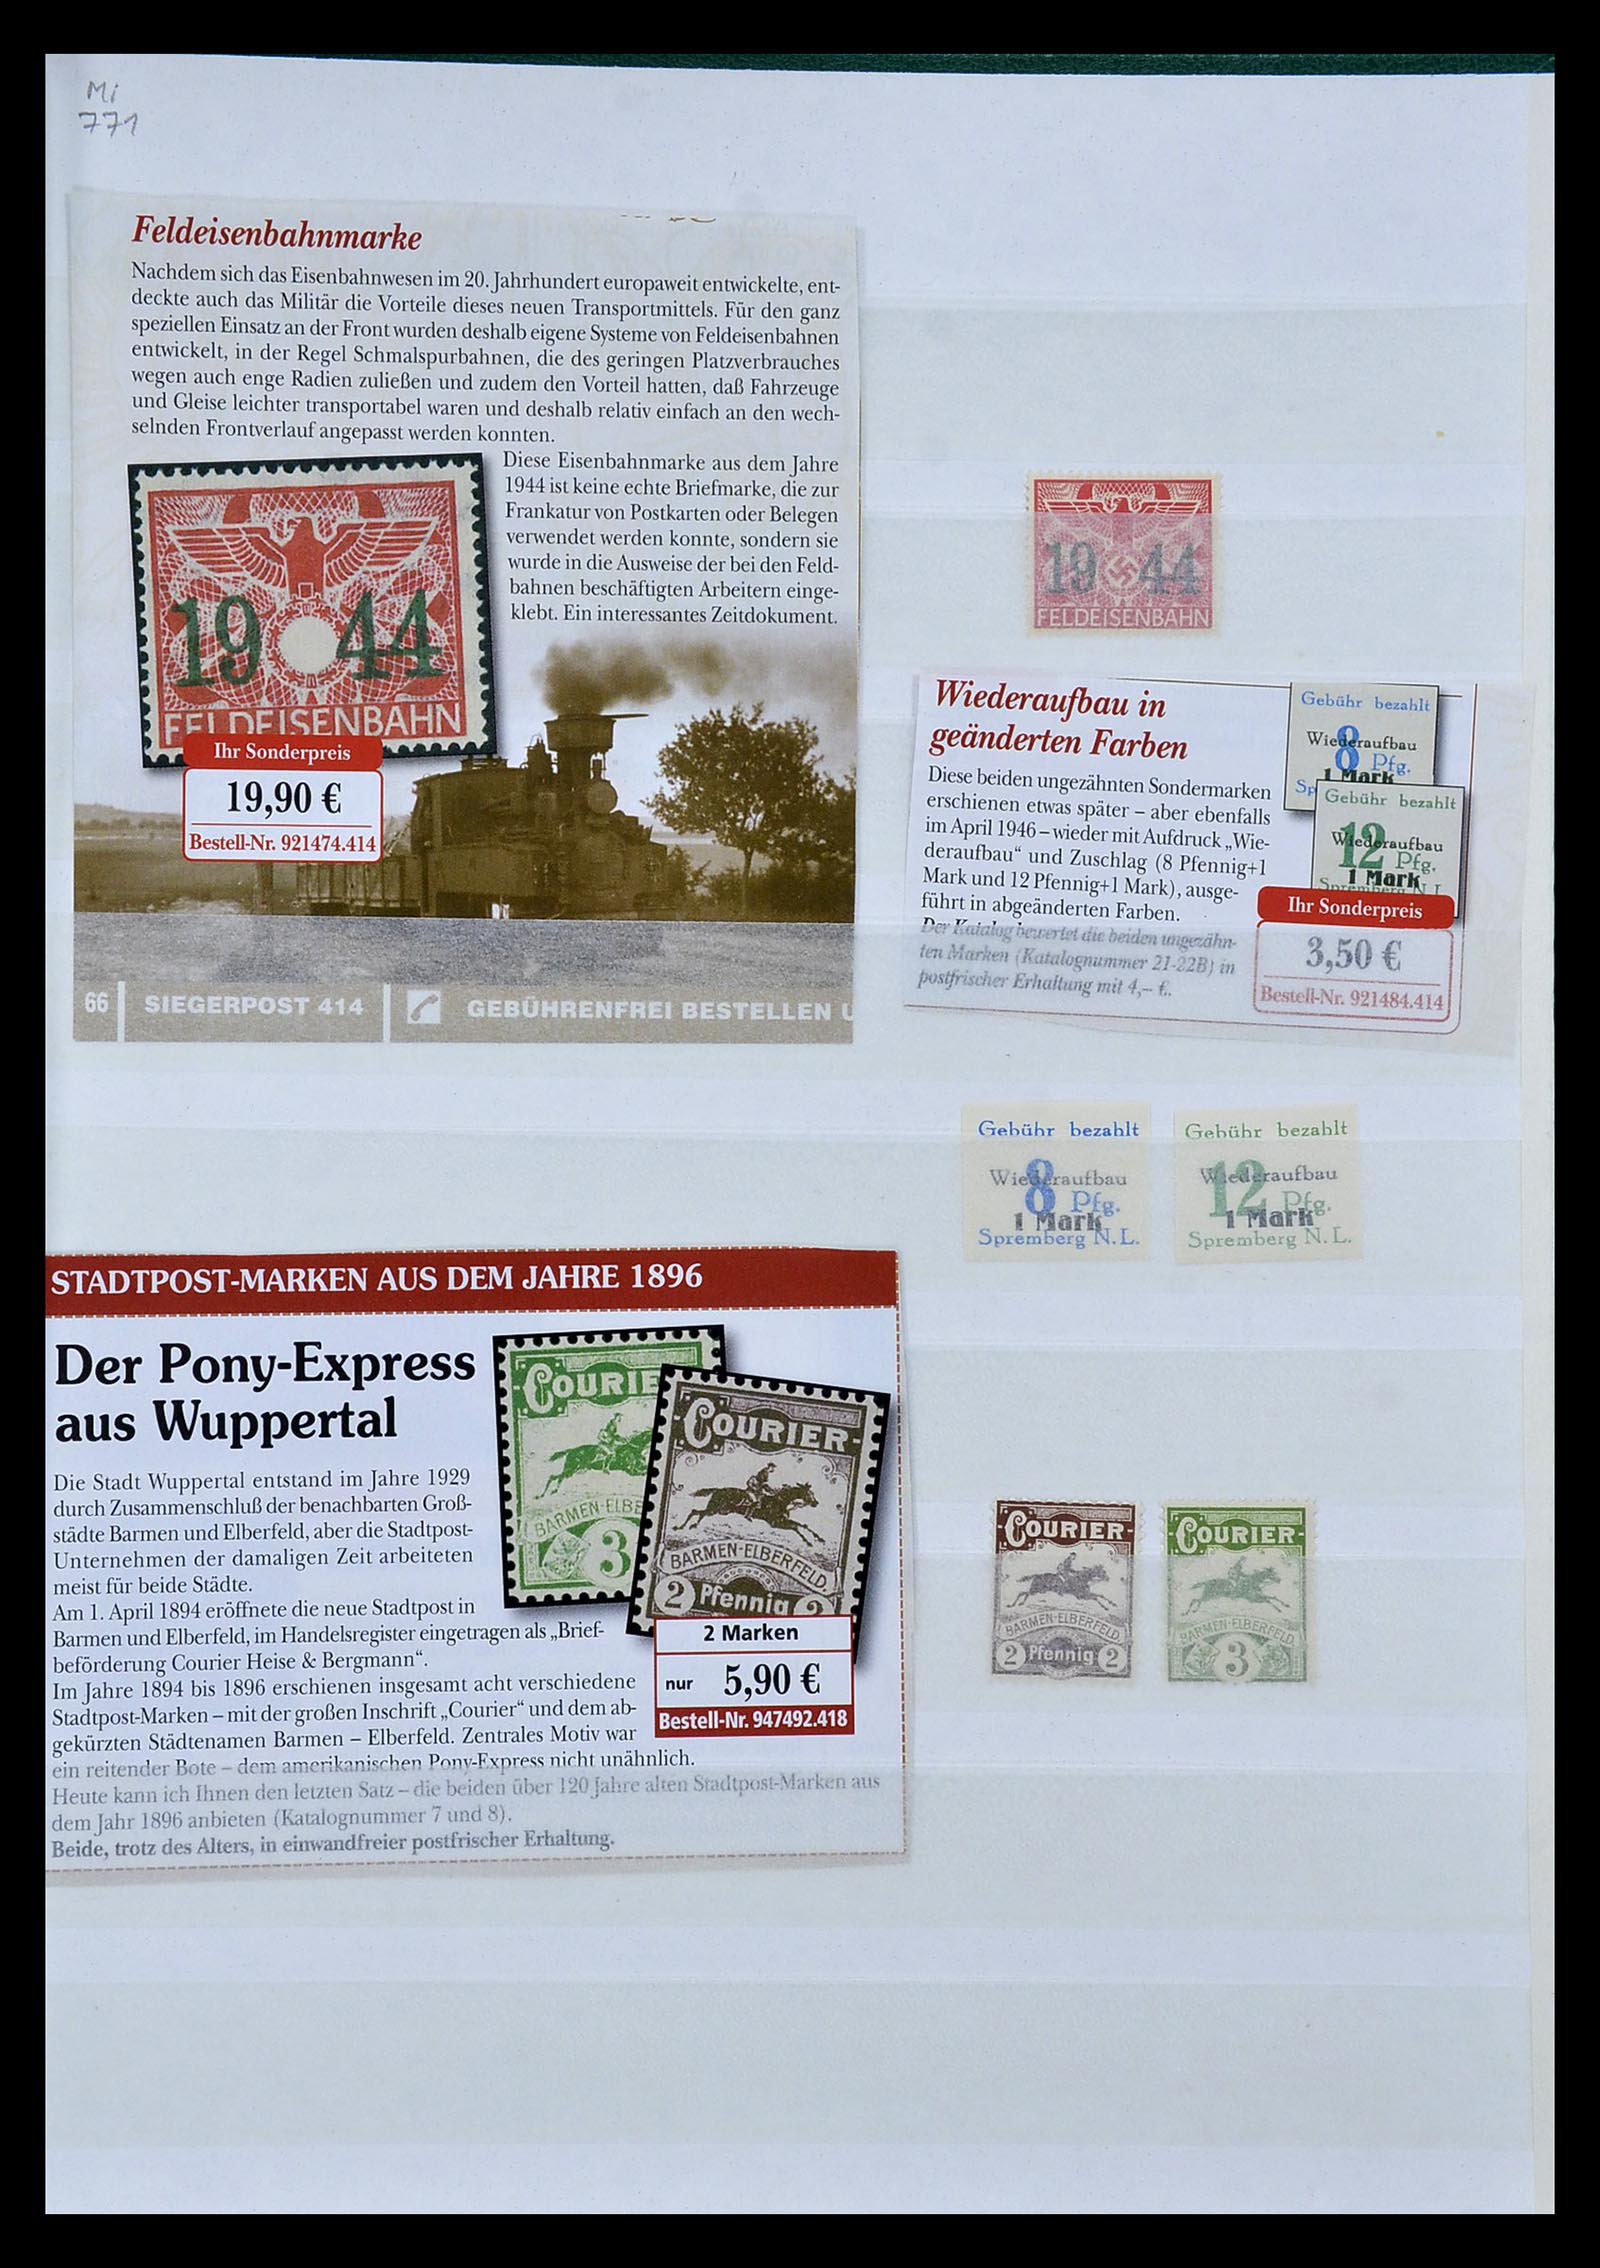 Mi
771
Feldeisenbahnmarke
Nachdem sich das Eisenbahnwesen im 20. Jahrhundert europaweit entwickelte, ent-
deckte auch das Militär die Vorteile dieses neuen Transportmittels. Für den ganz
speziellen Einsatz an der Front wurden deshalb eigene Systeme von Feldeisenbahnen
entwickelt, in der Regel Schmalspurbahnen, die des geringen Platzverbrauches
wegen auch enge Radien zuließen und zudem den Vorteil hatten, daß Fahrzeuge
und Gleise leichter transportabel waren und deshalb relativ einfach an den wech-
selnden Frontverlauf angepasst werden konnten.
Diese Eisenbahnmarke aus dem Jahre
1944 ist keine echte Briefmarke, die zur
Frankatur von Postkarten oder Belegen
verwendet werden konnte, sondern sie
wurde in die Ausweise der bei den Feld-
bahnen beschäftigten Arbeitern einge-
klebt. Ein interessantes Zeitdokument.
19 44
FELDEISENBAHN
Ihr Sonderpreis
19,90 €
Bestell-Nr. 921474.414
66 SIEGERPOST 414 GEBÜHRENFREI BESTELLEN U
19 44
FELDEISENBAHN
Wiederaufbau in
geänderten Farben
Diese beiden ungezähnten Sondermarken
erschienen etwas später – aber ebenfalls
im April 1946 – wieder mit Aufdruck „Wie-
deraufbau“ und Zuschlag (8 Pfennig+1
Mark und 12 Pfennig+1 Mark), ausge-
führt in abgeänderten Farben.
Der Katalog bewertet die beiden ungezähn-
ten Marken (Katalognummer 21-22B) in
postfrischer Erhaltung mit 4,– €.
Gebühr bezahlt
Wiederaufbau
8 Pfg.
1 Mark
Sp
Gebühr bezahlt
Wiederaufbau
12 Pfg.
1 Mark
Spremberg N.L.
Ihr Sonderpreis
3,50 €
Bestell-Nr. 921484.414
Gebühr bezahlt
Wiederaufbau
8 Pfg.
1 Mark
Spremberg N.L.
Gebühr bezahlt
Wiederaufbau
12 Pfg.
1 Mark
Spremberg N.L.
STADTPOST-MARKEN AUS DEM JAHRE 1896
Der Pony-Express
aus Wuppertal
Die Stadt Wuppertal entstand im Jahre 1929
durch Zusammenschluß der benachbarten Groß-
städte Barmen und Elberfeld, aber die Stadtpost-
Unternehmen der damaligen Zeit arbeiteten
meist für beide Städte.
Am 1. April 1894 eröffnete die neue Stadtpost in
Barmen und Elberfeld, im Handelsregister eingetragen als „Brief-
beförderung Courier Heise & Bergmann“.
Im Jahre 1894 bis 1896 erschienen insgesamt acht verschiedene
Stadtpost-Marken – mit der großen Inschrift „Courier“ und dem ab-
gekürzten Städtenamen Barmen – Elberfeld. Zentrales Motiv war
ein reitender Bote – dem amerikanischen Pony-Express nicht unähnlich.
Heute kann ich Ihnen den letzten Satz – die beiden über 120 Jahre alten Stadtpost-Marken aus
dem Jahr 1896 anbieten (Katalognummer 7 und 8).
Beide, trotz des Alters, in einwandfreier postfrischer Erhaltung.
COURIE
BARMEN-ELBE
3
COURIER
BARMEN-ELBERFELD
2 Pfennig 2
2 Marken
nur 5,90 €
Bestell-Nr. 947492.418
COURIER
BARMEN-ELBERFELD
2 Pfennig 2
COURIER
BARMEN-ELBERFELD
3